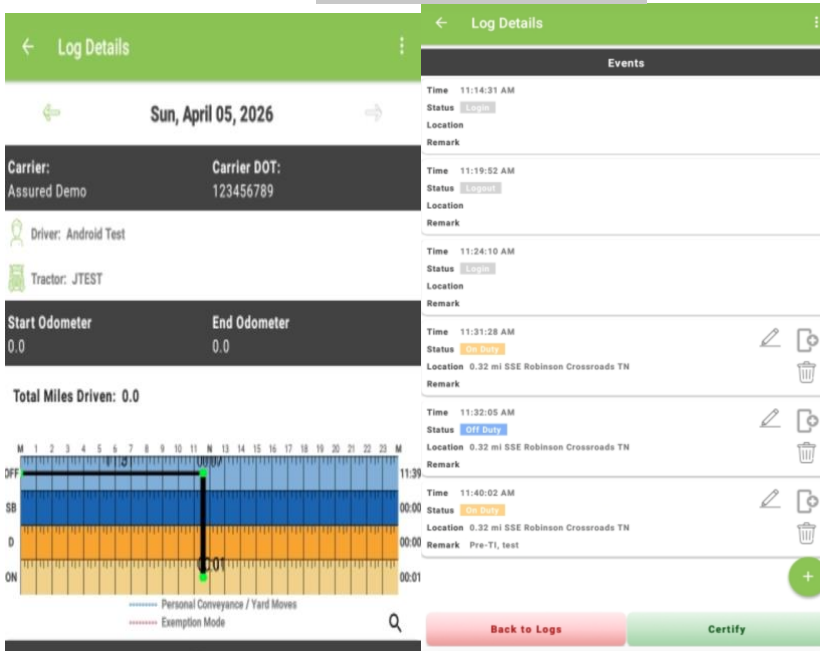 Log Details
Sun, April 05, 2026
Carrier:
Carrier DOT:
Assured Demo
123456789
Driver: Android Test
Tractor: JTEST
Start Odometer
End Odometer
0.0
0.0
Total Miles Driven: 0.0
M 1 2 3 4 5 6 7 8 9 10 11 N 13 14 15 16 17 18 19 20 21 22 23 M
OFF
11:39
SB
00:00
D
00:00
00:01
ON
00:01
Personal Conveyance / Yard Moves
Exemption Mode
Log Details
Events
Time 11:14:31 AM
Status Login
Location
Remark
Time 11:19:52 AM
Status Logout
Location
Remark
Time 11:24:10 AM
Status Login
Location
Remark
Time 11:31:28 AM
Status On Duty
Location 0.32 mi SSE Robinson Crossroads TN
Remark
Time 11:32:05 AM
Status Off Duty
Location 0.32 mi SSE Robinson Crossroads TN
Remark
Time 11:40:02 AM
Status On Duty
Location 0.32 mi SSE Robinson Crossroads TN
Remark Pre-TI, test
Back to Logs
Certify